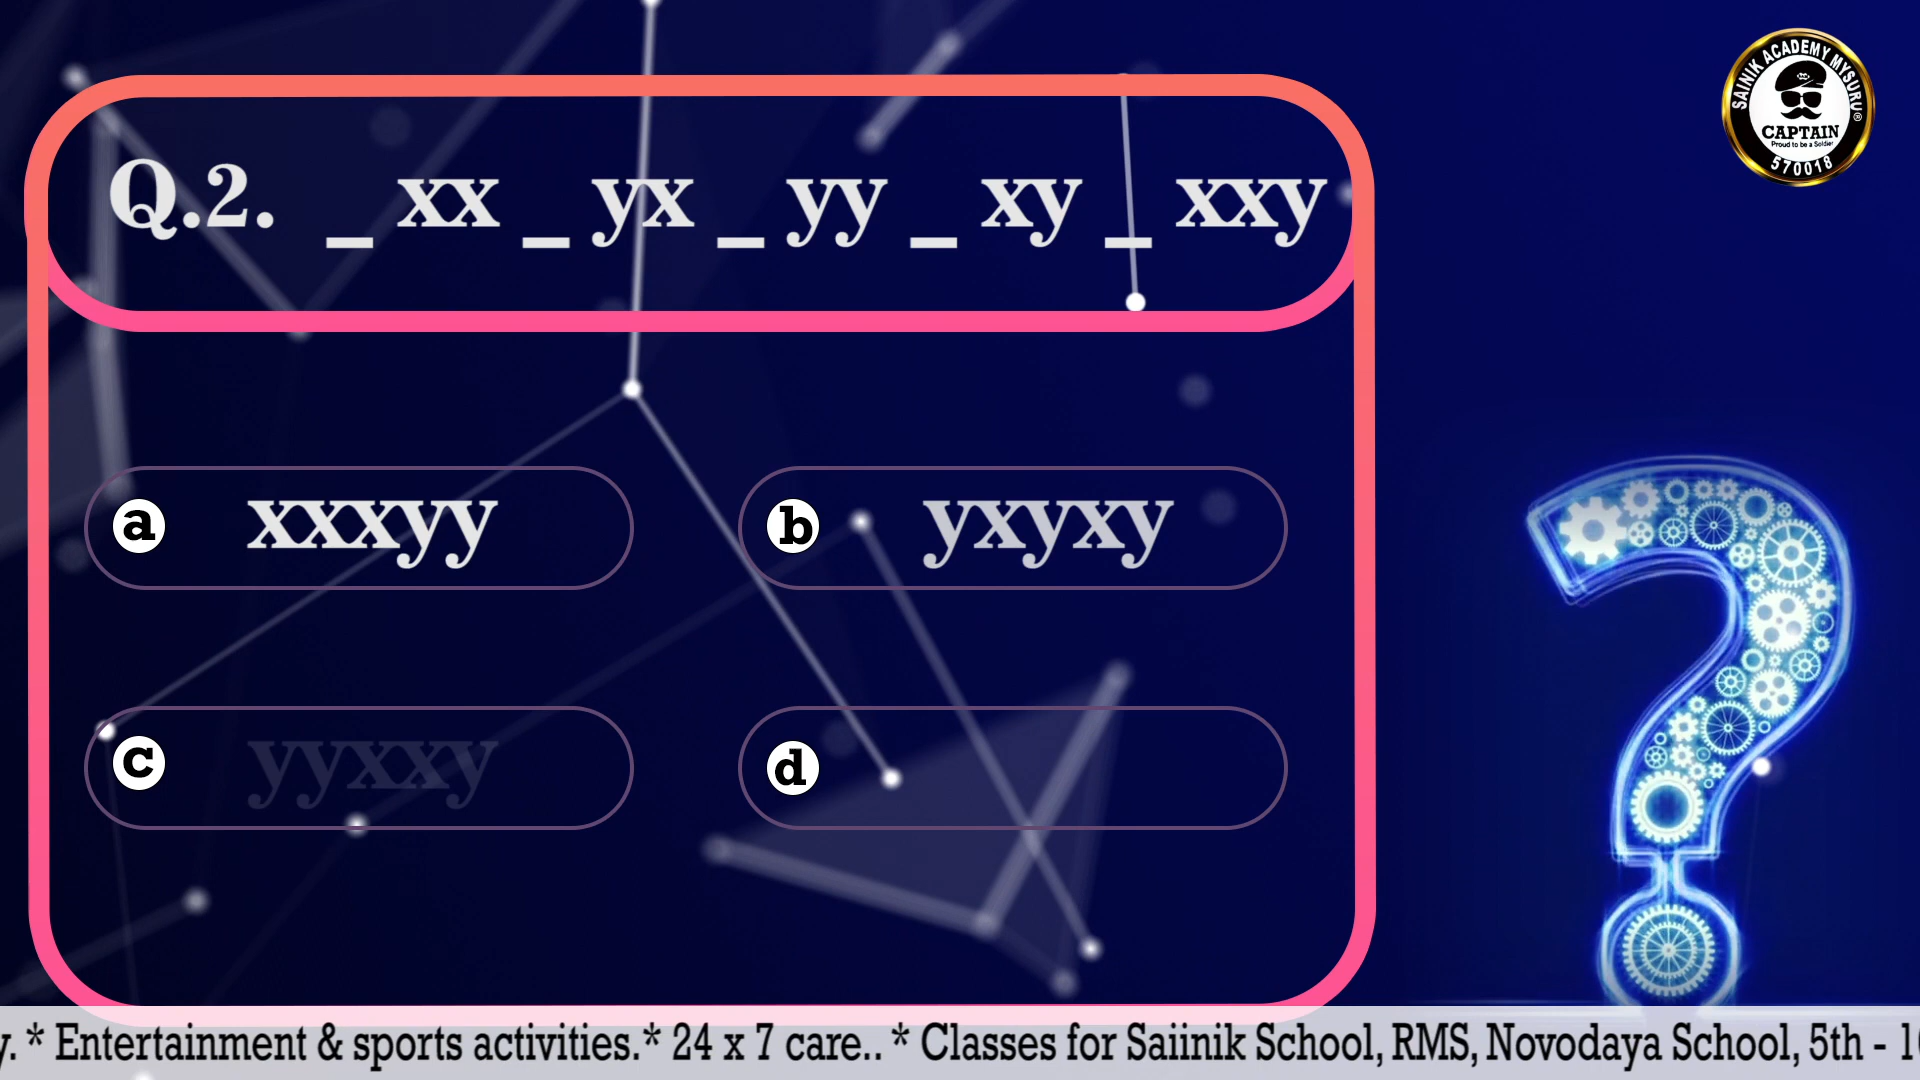 SAINIK ACADEMY MYSURU®
CAPTAIN
Proud to be a Soldier
570018
Q.2. _ xx _ yx _ yy _ xy _ xxy
a xxxyy
b yxyxy
c yyxxy
d
y. * Entertainment & sports activities.* 24 x 7 care.. * Classes for Saiinik School, RMS, Novodaya School, 5th -